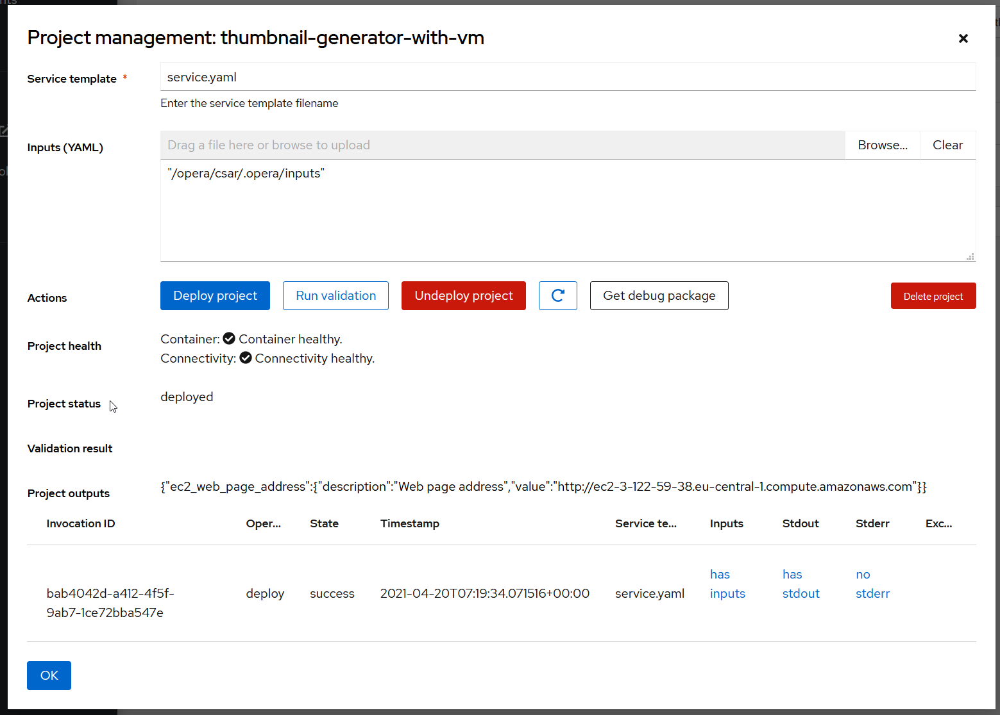 Project management: thumbnail-generator-with-vm
Service template *
service.yaml
Enter the service template filename
Inputs (YAML)
Drag a file here or browse to upload
Browse...
Clear
"/opera/csar/.opera/inputs"
Actions
Deploy project
Run validation
Undeploy project
Get debug package
Delete project
Project health
Container: Container healthy.
Connectivity: Connectivity healthy.
Project status
deployed
Validation result
Project outputs
{"ec2_web_page_address":{"description":"Web page address","value":"http://ec2-3-122-59-38.eu-central-1.compute.amazonaws.com"}}
Invocation ID Oper... State Timestamp Service te... Inputs Stdout Stderr Exc...
bab4042d-a412-4f5f-
9ab7-1ce72bba547e
deploy
success
2021-04-20T07:19:34.071516+00:00
service.yaml
has
inputs
has
stdout
no
stderr
OK